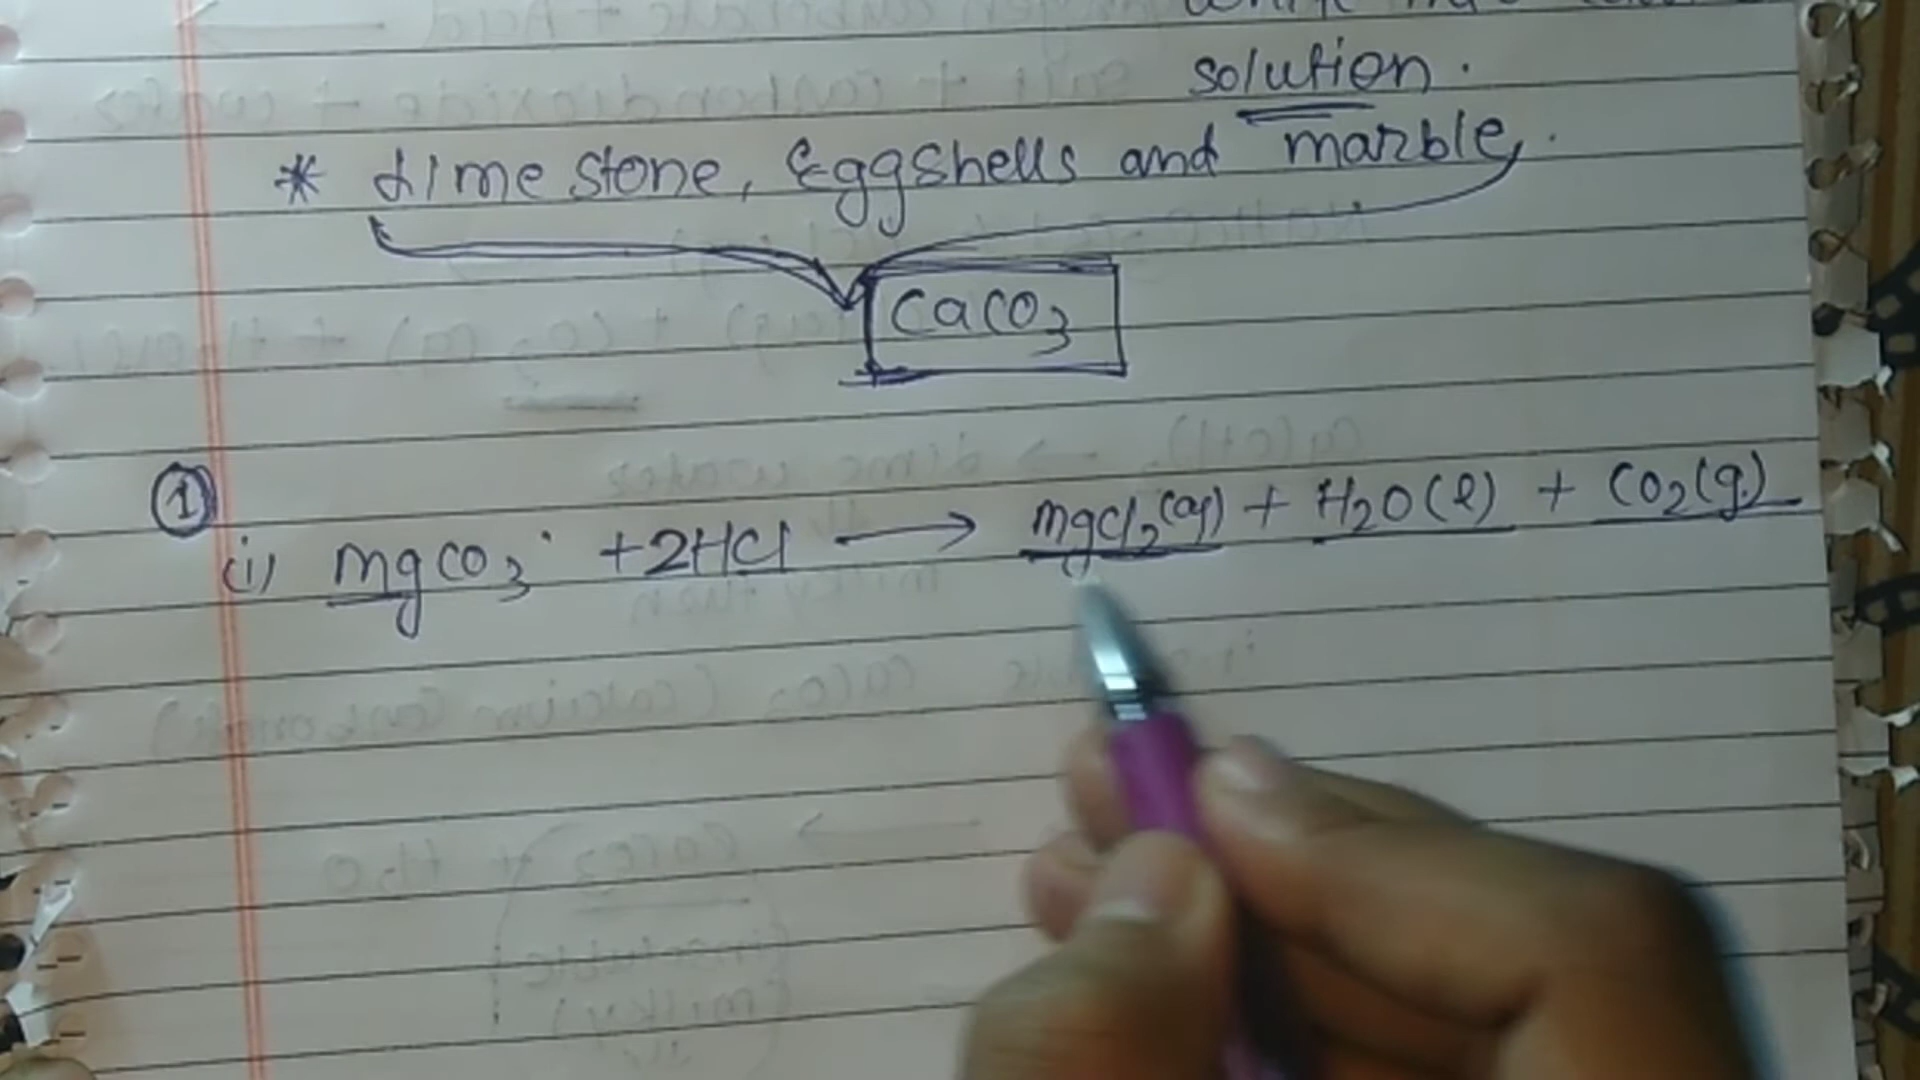 solution.
* Lime stone, Eggshells and marble.
CaCO3
1
(i) MgCO3 + 2HCl → MgCl2(aq) + H2O(l) + CO2(g)